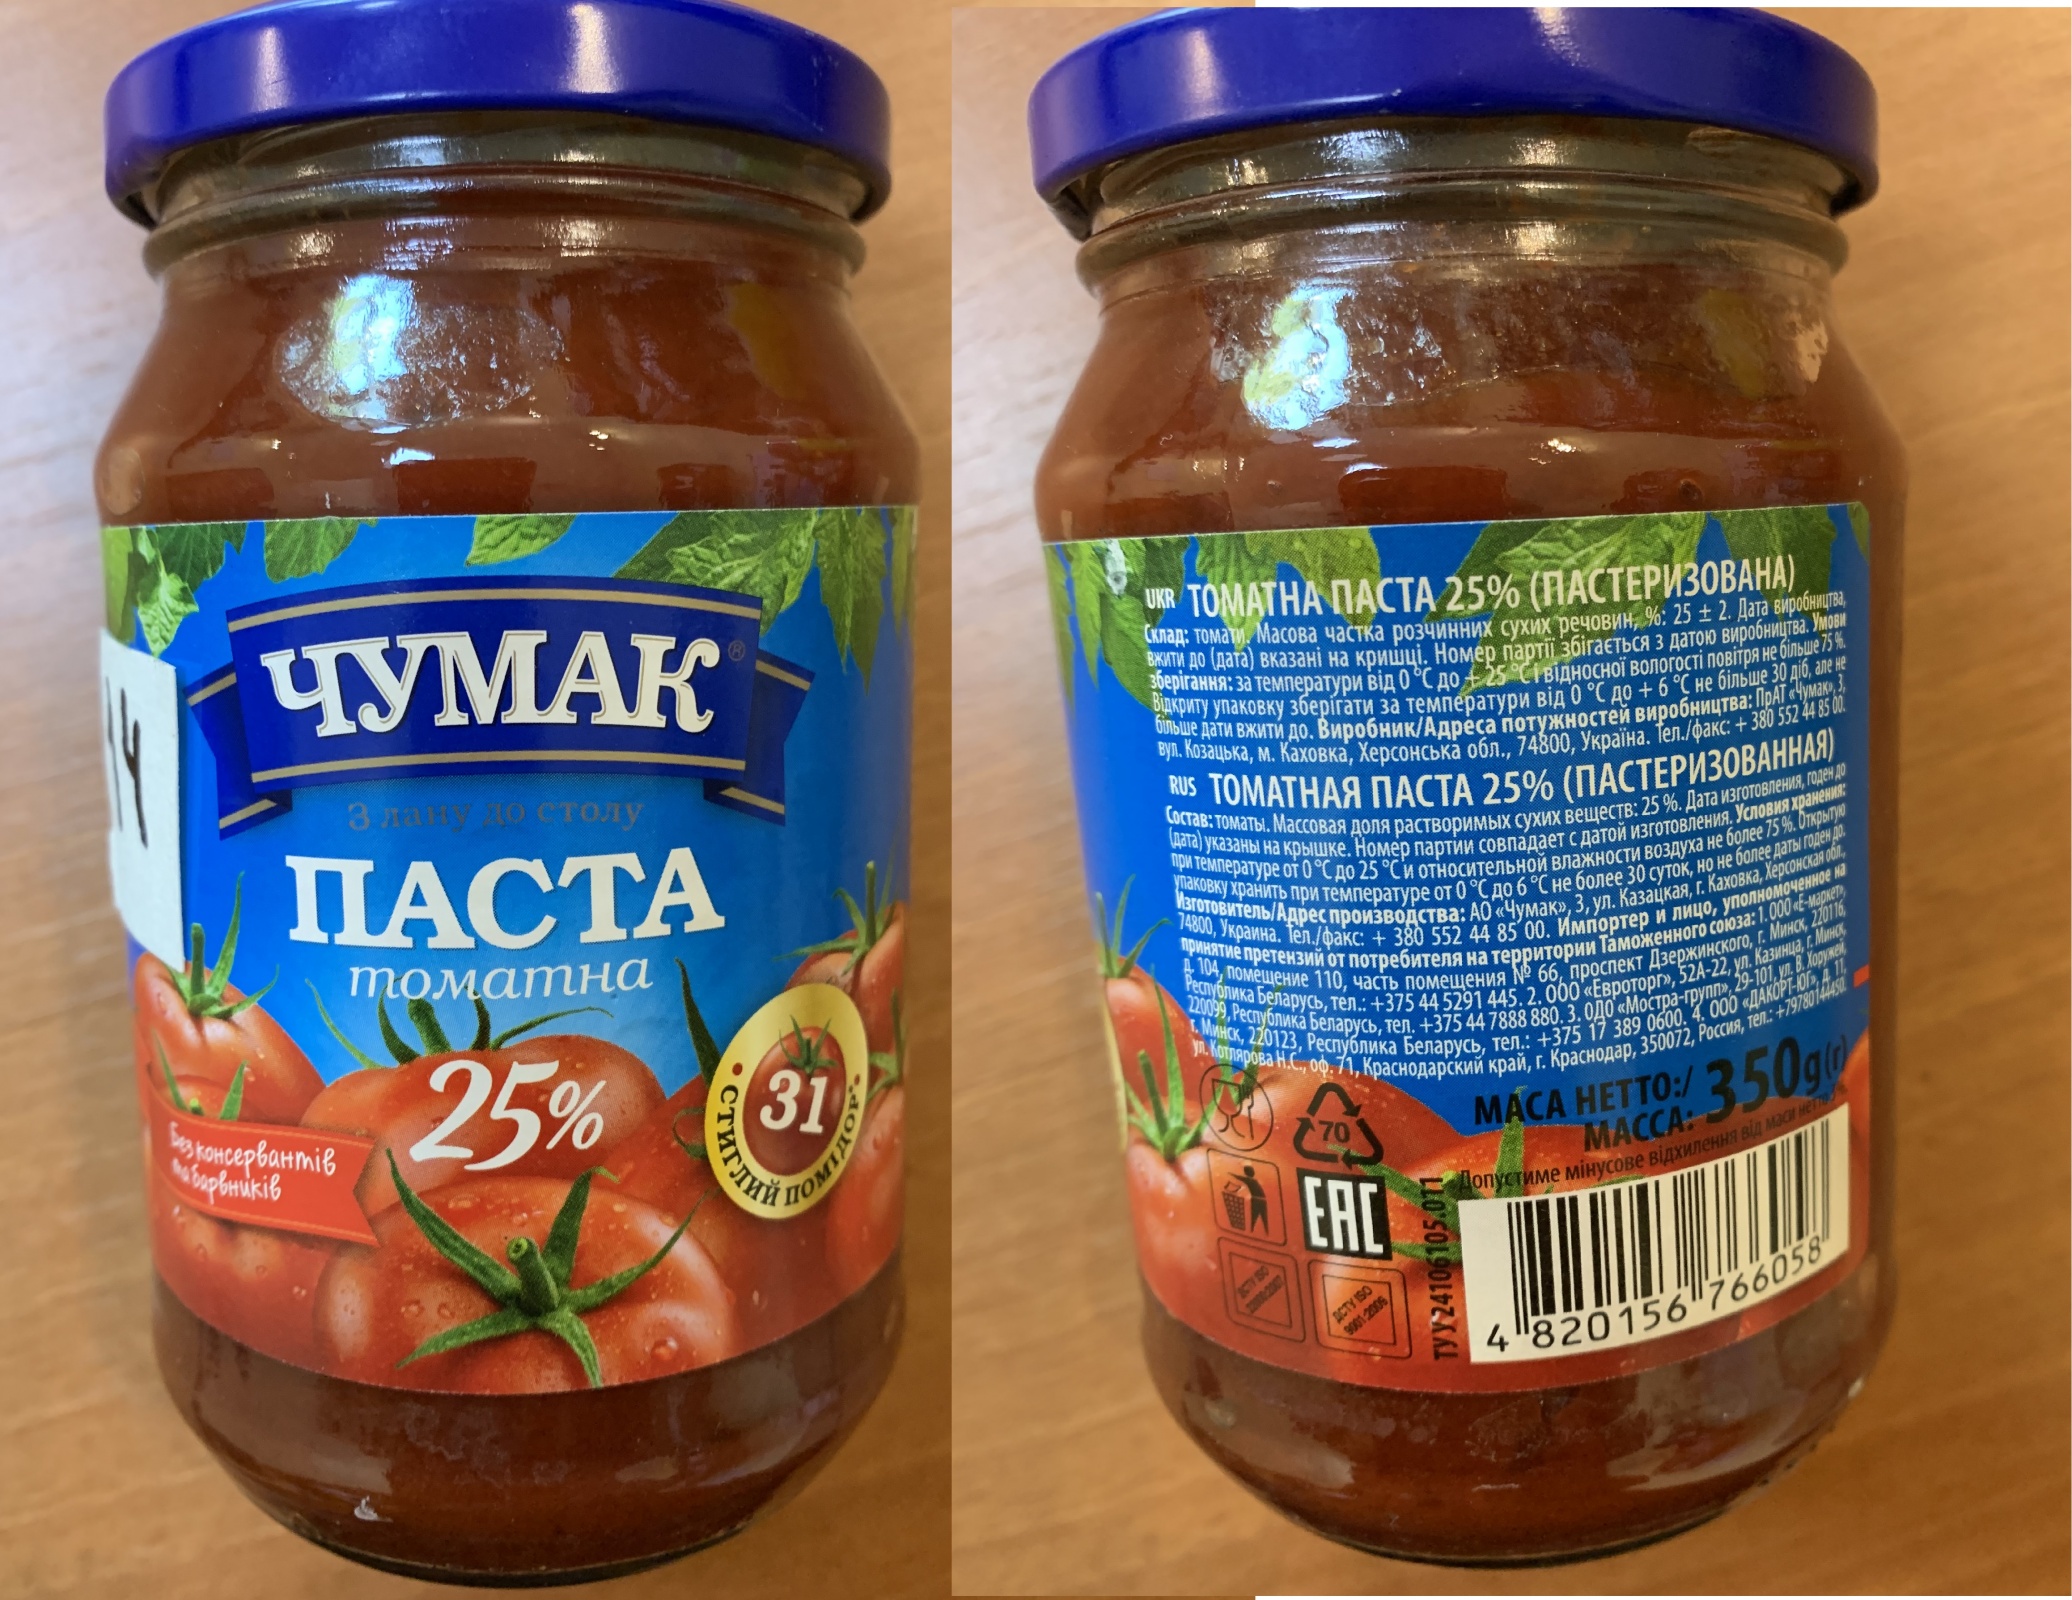 ЧУМАК®
З лану до столу
ПАСТА
томатна
25%
31
• СТИГЛИЙ ПОМІДОР •
Без консервантів
та барвників
14
UKR ТОМАТНА ПАСТА 25% (ПАСТЕРИЗОВАНА)
Склад: томати. Масова частка розчинних сухих речовин, %: 25 ± 2. Дата виробництва,
вжити до (дата) вказані на кришці. Номер партії збігається з датою виробництва. Умови
зберігання: за температури від 0 °C до + 25 °C і відносної вологості повітря не більше 75 %.
Відкриту упаковку зберігати за температури від 0 °C до + 6 °C не більше 30 діб, але не
більше дати вжити до. Виробник/Адреса потужностей виробництва: ПрАТ «Чумак», 3,
вул. Козацька, м. Каховка, Херсонська обл., 74800, Україна. Тел./факс: + 380 552 44 85 00.
RUS ТОМАТНАЯ ПАСТА 25% (ПАСТЕРИЗОВАННАЯ)
Состав: томаты. Массовая доля растворимых сухих веществ: 25 %. Дата изготовления, годен до
(дата) указаны на крышке. Номер партии совпадает с датой изготовления. Условия хранения:
при температуре от 0 °C до 25 °C и относительной влажности воздуха не более 75 %. Открытую
упаковку хранить при температуре от 0 °C до 6 °C не более 30 суток, но не более даты годен до.
Изготовитель/Адрес производства: АО «Чумак», 3, ул. Казацкая, г. Каховка, Херсонская обл.,
74800, Украина. Тел./факс: + 380 552 44 85 00. Импортер и лицо, уполномоченное на
принятие претензий от потребителя на территории Таможенного союза: 1. ООО «Е-маркет»,
д. 104, помещение 110, часть помещения № 66, проспект Дзержинского, г. Минск, 220116,
Республика Беларусь, тел.: +375 44 5291 445. 2. ООО «Евроторг», 52А-22, ул. Казинца, г. Минск,
220099, Республика Беларусь, тел. +375 44 7888 880. 3. ОДО «Мостра-групп», 29-101, ул. В. Хоружей,
г. Минск, 220123, Республика Беларусь, тел.: +375 17 389 0600. 4. ООО «ДАКОРТ-ЮГ», д. 11,
ул. Котлярова Н.С., оф. 71, Краснодарский край, г. Краснодар, 350072, Россия, тел.: +79780144450.
МАСА НЕТТО:/
МАССА: 350g(г)
Допустиме мінусове відхилення від маси нетто
70
EAC
ДСТУ ISO
ДСТУ ISO
9001:2009
ТУ У 24106105.011
4 820156 766058